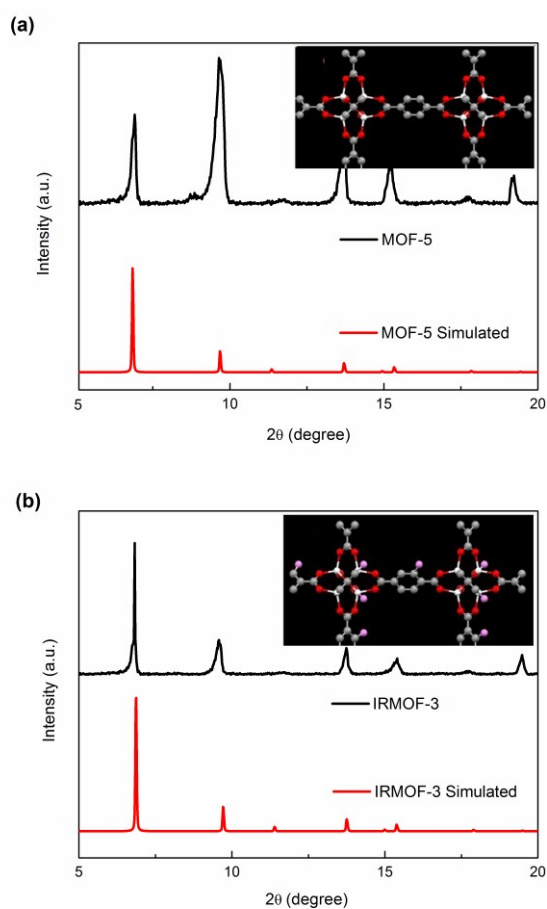 (a)
Intensity (a.u.)
MOF-5
MOF-5 Simulated
5 10 15 20
2θ (degree)
(b)
Intensity (a.u.)
IRMOF-3
IRMOF-3 Simulated
5 10 15 20
2θ (degree)